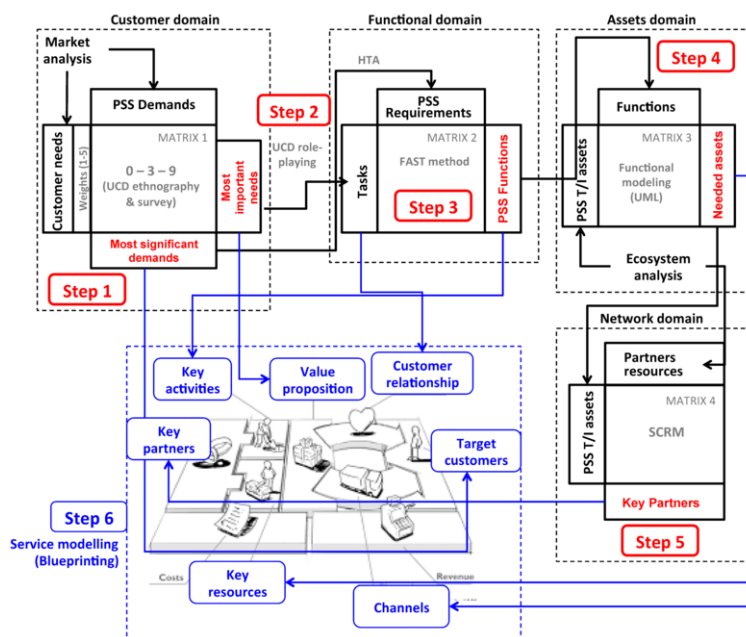 Customer domain
Functional domain
Assets domain
Market
analysis
HTA
Step 4
PSS Demands
Step 2
PSS
Requirements
Functions
Customer needs
Weights (1-5)
MATRIX 1
0 – 3 – 9
(UCD ethnography
& survey)
Most
important
needs
UCD role-
playing
Tasks
MATRIX 2
FAST method
Step 3
PSS Functions
PSS T/I assets
MATRIX 3
Functional
modeling
(UML)
Needed assets
Most significant
demands
Step 1
Ecosystem
analysis
Network domain
Key
activities
Value
proposition
Customer
relationship
Partners
resources
PSS T/I assets
MATRIX 4
SCRM
Key
partners
Target
customers
Key Partners
Step 6
Service modelling
(Blueprinting)
Step 5
Costs
Key
resources
Revenue
Channels